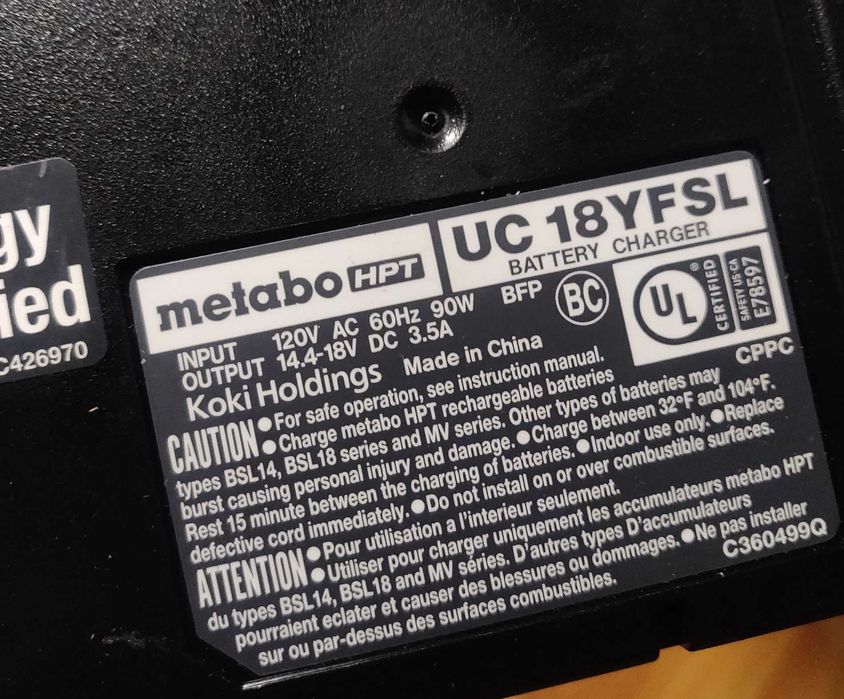 gy
ied
C426970
metabo HPT
UC 18YFSL
BATTERY CHARGER
INPUT 120V AC 60Hz 90W
OUTPUT 14.4-18V DC 3.5A
BFP
BC
UL ®
CERTIFIED
SAFETY US-CA
E78597
CPPC
Koki Holdings Made in China
CAUTION ●For safe operation, see instruction manual.
●Charge metabo HPT rechargeable batteries
types BSL14, BSL18 series and MV series. Other types of batteries may
burst causing personal injury and damage. ●Charge between 32°F and 104°F.
Rest 15 minute between the charging of batteries. ●Indoor use only. ●Replace
defective cord immediately. ●Do not install on or over combustible surfaces.
ATTENTION ●Pour utilisation a l'interieur seulement.
●Utiliser pour charger uniquement les accumulateurs metabo HPT
du types BSL14, BSL18 and MV séries. D'autres types D'accumulateurs
pourraient eclater et causer des blessures ou dommages. ●Ne pas installer
sur ou par-dessus des surfaces combustibles.
C360499Q